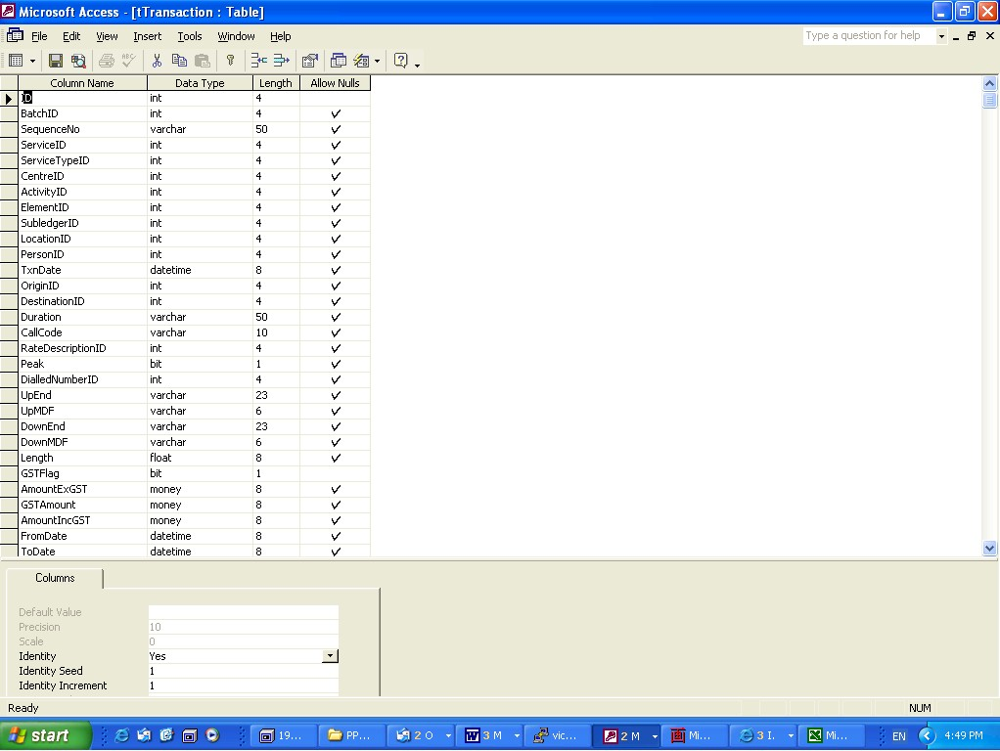 Microsoft Access - [tTransaction : Table]
File Edit View Insert Tools Window Help Type a question for help
Column Name Data Type Length Allow Nulls
ID int 4
BatchID int 4
SequenceNo varchar 50
ServiceID int 4
ServiceTypeID int 4
CentreID int 4
ActivityID int 4
ElementID int 4
SubledgerID int 4
LocationID int 4
PersonID int 4
TxnDate datetime 8
OriginID int 4
DestinationID int 4
Duration varchar 50
CallCode varchar 10
RateDescriptionID int 4
Peak bit 1
DialledNumberID int 4
UpEnd varchar 23
UpMDF varchar 6
DownEnd varchar 23
DownMDF varchar 6
Length float 8
GSTFlag bit 1
AmountExGST money 8
GSTAmount money 8
AmountIncGST money 8
FromDate datetime 8
ToDate datetime 8
Columns
Default Value
Precision 10
Scale 0
Identity Yes
Identity Seed 1
Identity Increment 1
Ready NUM
start 19... PP... 2 O 3 M vic... 2 M Mi... 3 I. Mi... EN 4:49 PM